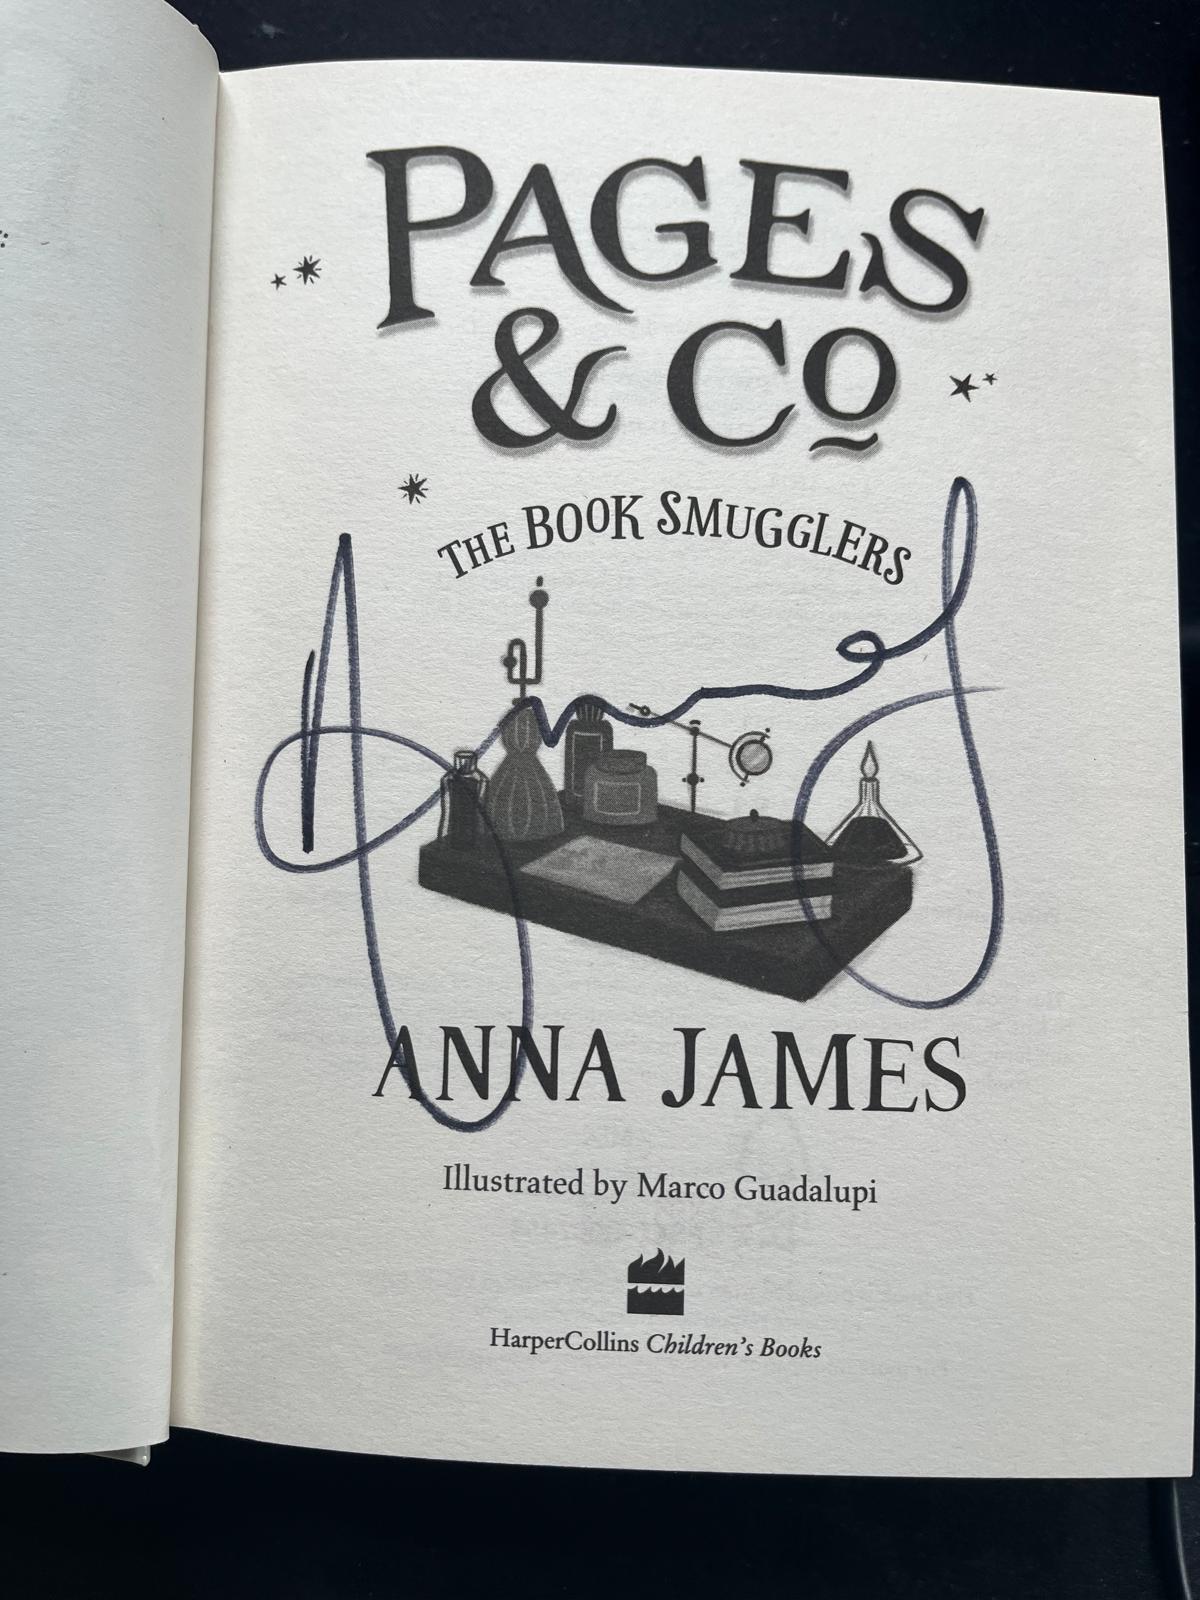 PAGES
& Co
THE BOOK SMUGGLERS
ANNA JAMES
Illustrated by Marco Guadalupi
HarperCollins Children's Books